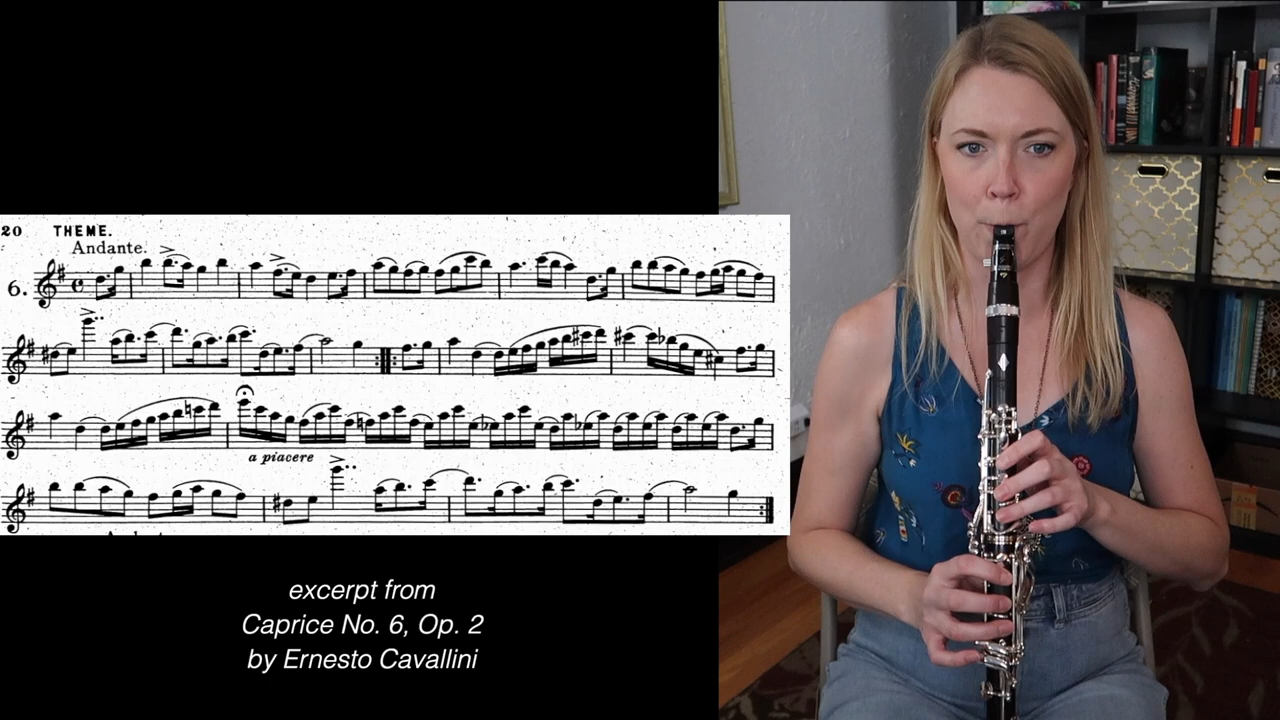 20 THEME.
Andante.
6.
a piacere
excerpt from
Caprice No. 6, Op. 2
by Ernesto Cavallini